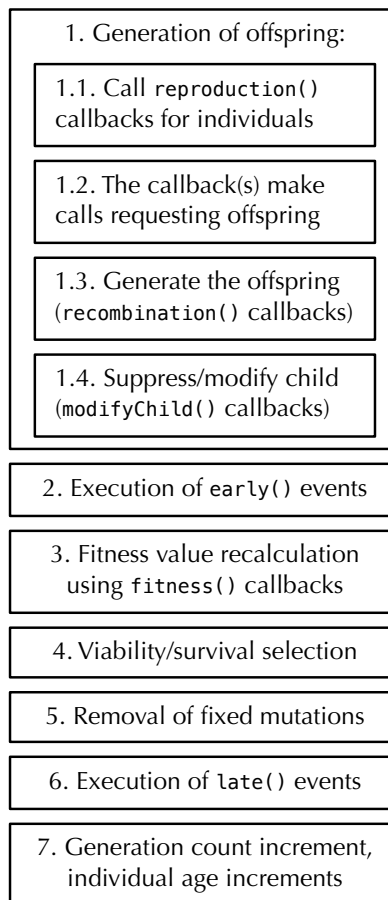 1. Generation of offspring:
1.1. Call reproduction()
callbacks for individuals
1.2. The callback(s) make
calls requesting offspring
1.3. Generate the offspring
(recombination() callbacks)
1.4. Suppress/modify child
(modifyChild() callbacks)
2. Execution of early() events
3. Fitness value recalculation
using fitness() callbacks
4. Viability/survival selection
5. Removal of fixed mutations
6. Execution of late() events
7. Generation count increment,
individual age increments